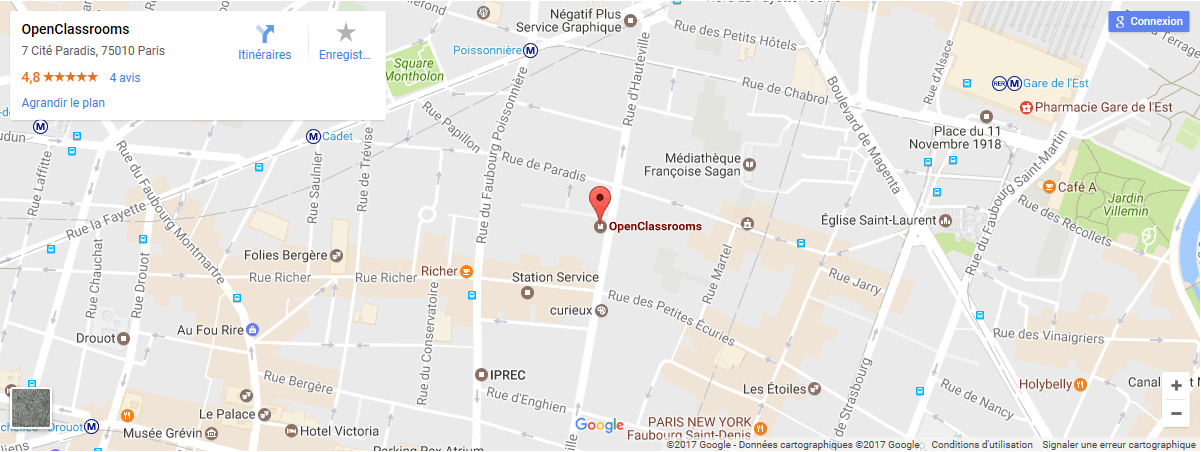 OpenClassrooms
7 Cité Paradis, 75010 Paris
4,8 ★★★★★ 4 avis
Agrandir le plan
Itinéraires
Enregist...
Connexion
Négatif Plus
Service Graphique
Poissonnière
Square
Montholon
Rue d'Hauteville
Rue des Petits Hôtels
Rue de Chabrol
Boulevard de Magenta
Rue d'Alsace
RER
Gare de l'Est
Pharmacie Gare de l'Est
Place du 11
Novembre 1918
Cadet
Rue Papillon
Rue du Faubourg Poissonnière
Rue de Paradis
Médiathèque
Françoise Sagan
Rue du Faubourg Saint-Martin
Café A
Jardin
Villemin
Rue des Récollets
Église Saint-Laurent
Rue Laffitte
Rue du Faubourg Montmartre
Rue Saulnier
Rue de Trévise
Rue la Fayette
OpenClassrooms
Folies Bergère
Rue Richer
Rue Richer
Richer
Station Service
Rue Martel
Rue Jarry
Rue Chauchat
Rue Drouot
Rue du Conservatoire
curieux
Rue des Petites Écuries
Au Fou Rire
Drouot
Rue des Vinaigriers
Rue Bergère
IPREC
Rue d'Enghien
Les Étoiles
de Strasbourg
Rue de Nancy
Holybelly
Canal
Le Palace
Musée Grévin
Hotel Victoria
Drouot
Google
PARIS NEW YORK
Faubourg Saint-Denis
+
−
©2017 Google - Données cartographiques ©2017 Google
Conditions d'utilisation
Signaler une erreur cartographique